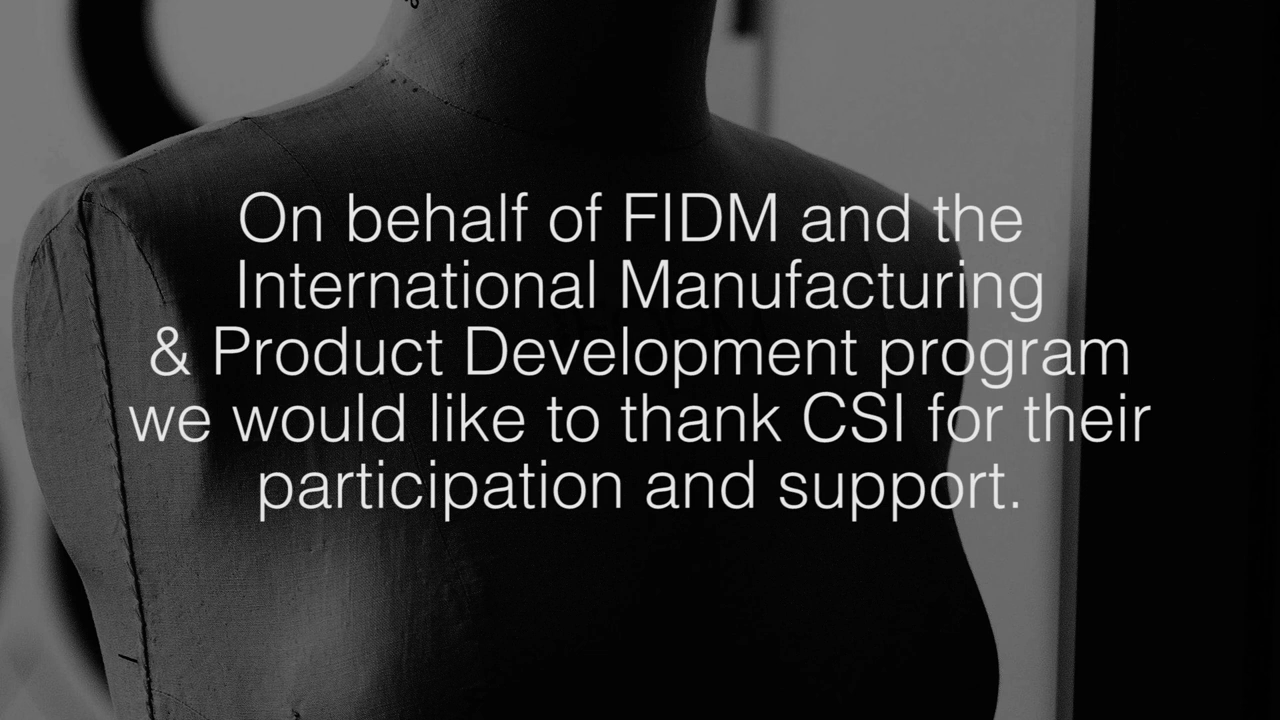 On behalf of FIDM and the
International Manufacturing
& Product Development program
we would like to thank CSI for their
participation and support.